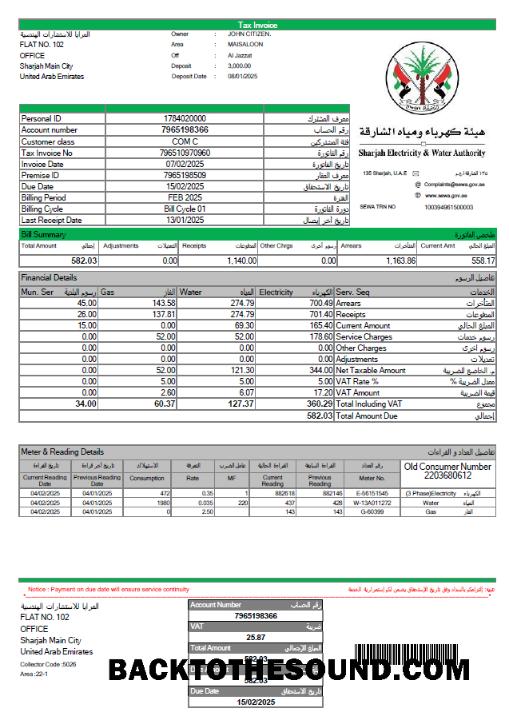 Tax Invoice
المرايا للاستشارات الهندسية
FLAT NO. 102
OFFICE
Sharjah Main City
United Arab Emirates
Owner : JOHN CITIZEN.
Area : MAISALOON
Off : Al Jazzat
Deposit : 3,000.00
Deposit Date : 08/01/2025
هيئة كهرباء ومياه الشارقة
Sharjah Electricity & Water Authority
135 Sharjah, U.A.E
@ Complaints@sewa.gov.ae
www.sewa.gov.ae
SEWA TRN NO 100394961500003
Personal ID 1784020000 معرف المشترك
Account number 7965198366 رقم الحساب
Customer class COM C فئة المشتركين
Tax Invoice No 796510970960 رقم الفاتورة
Invoice Date 07/02/2025 تاريخ الفاتورة
Premise ID 7965198509 معرف العقار
Due Date 15/02/2025 تاريخ الاستحقاق
Billing Period FEB 2025 الفترة
Billing Cycle Bill Cycle 01 دورة الفاتورة
Last Receipt Date 13/01/2025 تاريخ آخر إيصال
Bill Summary ملخص الفاتورة
Total Amount إجمالي Adjustments التعديلات Receipts المدفوعات Other Chrgs رسوم أخرى Arrears المتأخرات Current Amt المبلغ الحالي
582.03 0.00 1,140.00 0.00 1,163.86 558.17
Financial Details تفاصيل الرسوم
Mun. Ser رسوم البلدية Gas الغاز Water المياه Electricity الكهرباء Serv. Seq الخدمات
45.00 143.58 274.79 700.49 Arrears المتأخرات
26.00 137.81 274.79 701.40 Receipts المدفوعات
15.00 0.00 69.30 165.40 Current Amount المبلغ الحالي
0.00 52.00 52.00 178.60 Service Charges رسوم خدمات
0.00 0.00 0.00 0.00 Other Charges رسوم اخرى
0.00 0.00 0.00 0.00 Adjustments تعديلات
0.00 52.00 121.30 344.00 Net Taxable Amount م. الخاضع للضريبة
0.00 5.00 5.00 5.00 VAT Rate % معدل الضريبة %
0.00 2.60 6.07 17.20 VAT Amount قيمة الضريبة
34.00 60.37 127.37 360.29 Total Including VAT مجموع
582.03 Total Amount Due إجمالي
Meter & Reading Details تفاصيل العداد و القراءات
تاريخ القراءة تاريخ آخر قراءة الاستهلاك التعرفة عامل الضرب القراءة الحالية القراءة السابقة رقم العداد
Current Reading Date Previous Reading Date Consumption Rate MF Current Reading Previous Reading Meter No.
Old Consumer Number
2203680612
04/02/2025 04/01/2025 472 0.35 1 882618 882146 E-56151545 (3 Phase)Electricity الكهرباء
04/02/2025 04/01/2025 1980 0.035 220 437 428 W-13A011272 Water المياه
04/02/2025 04/01/2025 0 2.50 143 143 G-60399 Gas الغاز
Notice : Payment on due date will ensure service continuity
المرايا للاستشارات الهندسية
FLAT NO. 102
OFFICE
Sharjah Main City
United Arab Emirates
Collector Code :5026
Area : 22-1
Account Number رقم الحساب
7965198366
VAT ضريبة
25.87
Total Amount المبلغ الإجمالي
582.03
582.03
Due Date تاريخ الاستحقاق
15/02/2025
BACKTOTHESOUND.COM